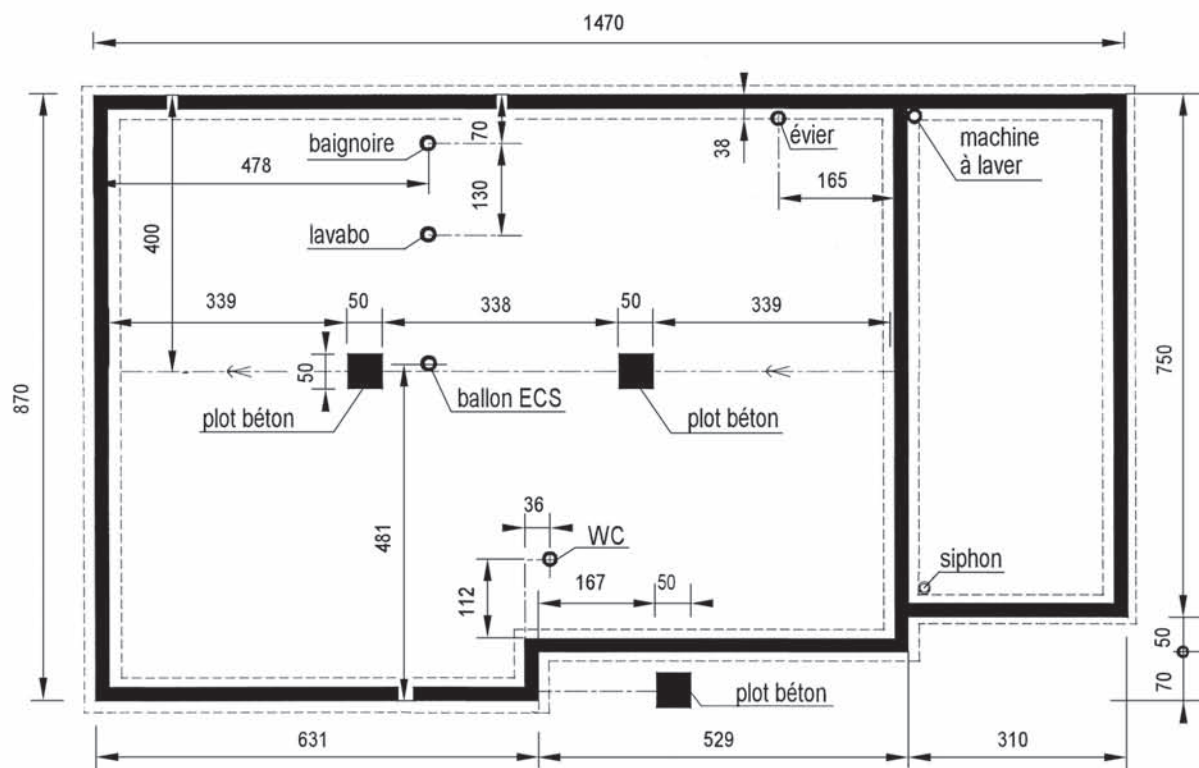 1470
baignoire
70
évier
38
machine
à laver
478
165
130
400
lavabo
339
50
338
50
339
50
750
870
ballon ECS
plot béton
plot béton
36
WC
481
siphon
167
50
112
50
70
plot béton
631
529
310